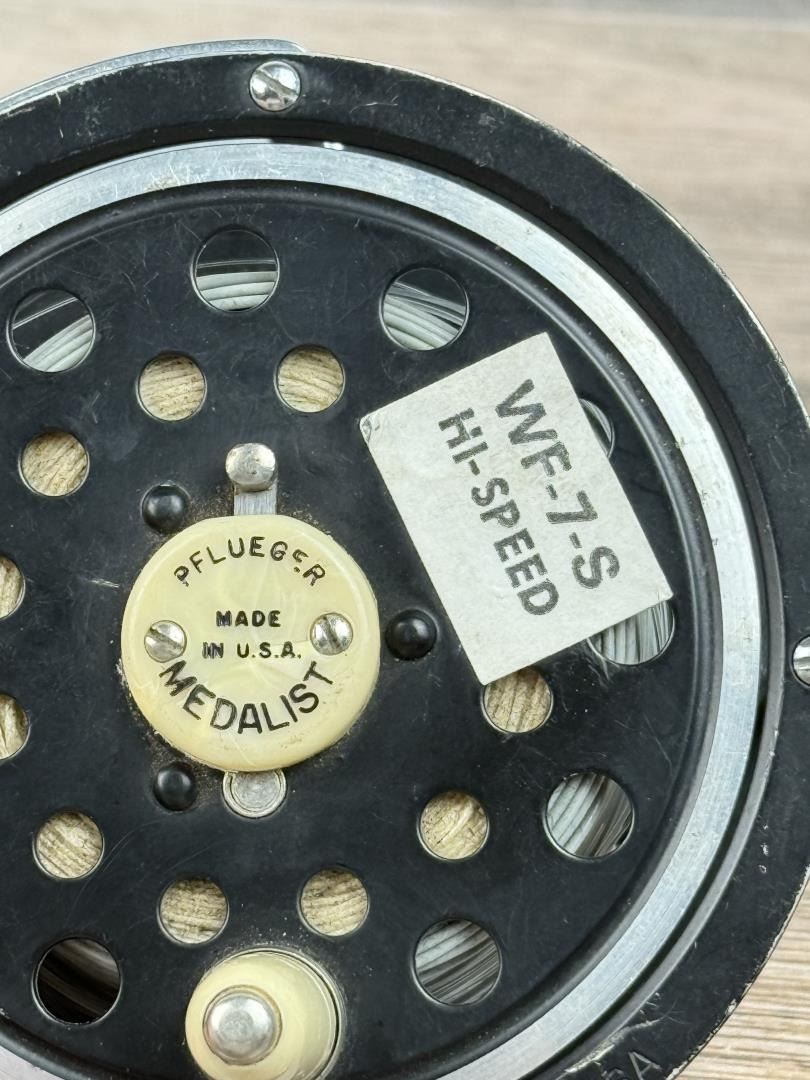 WF-7-S
HI-SPEED
PFLUEGER
MADE
IN U.S.A.
MEDALIST